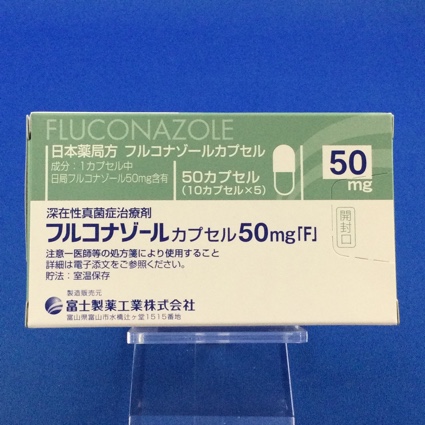 FLUCONAZOLE
日本薬局方 フルコナゾールカプセル
成分:1カプセル中
日局フルコナゾール50mg含有
50カプセル
(10カプセル×5)
50
mg
開封口
深在性真菌症治療剤
フルコナゾールカプセル50mg「F」
注意-医師等の処方箋により使用すること
詳細は電子添文をご参照ください。
貯法:室温保存
製造販売元
富士製薬工業株式会社
富山県富山市水橋辻ヶ堂1515番地